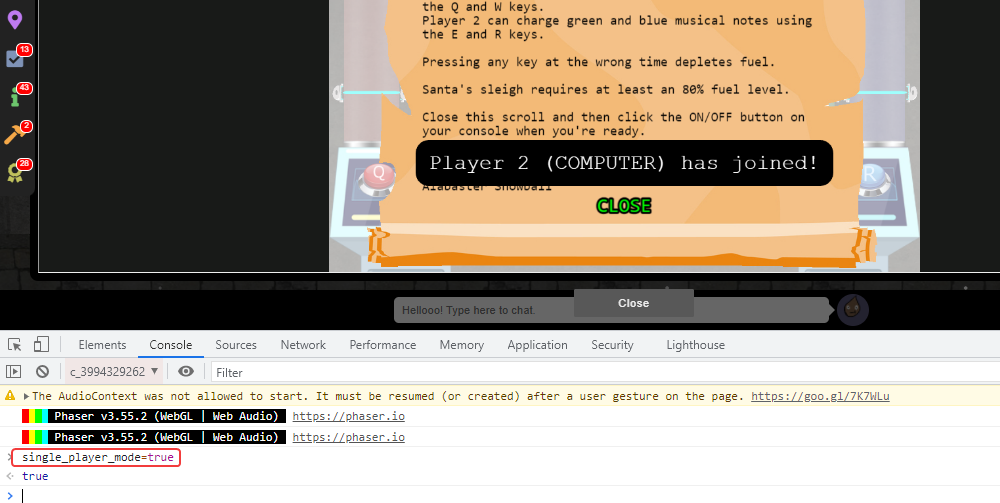 the Q and W keys.
Player 2 can charge green and blue musical notes using
the E and R keys.
Pressing any key at the wrong time depletes fuel.
Santa's sleigh requires at least an 80% fuel level.
Close this scroll and then click the ON/OFF button on
your console when you're ready.
Player 2 (COMPUTER) has joined!
Alabaster Snowball
CLOSE
13
43
2
28
Q
R
Hellooo! Type here to chat.
Close
Elements Console Sources Network Performance Memory Application Security Lighthouse
c_3994329262 ▼ Filter
The AudioContext was not allowed to start. It must be resumed (or created) after a user gesture on the page. https://goo.gl/7K7WLu
Phaser v3.55.2 (WebGL | Web Audio) https://phaser.io
Phaser v3.55.2 (WebGL | Web Audio) https://phaser.io
> single_player_mode=true
true
>